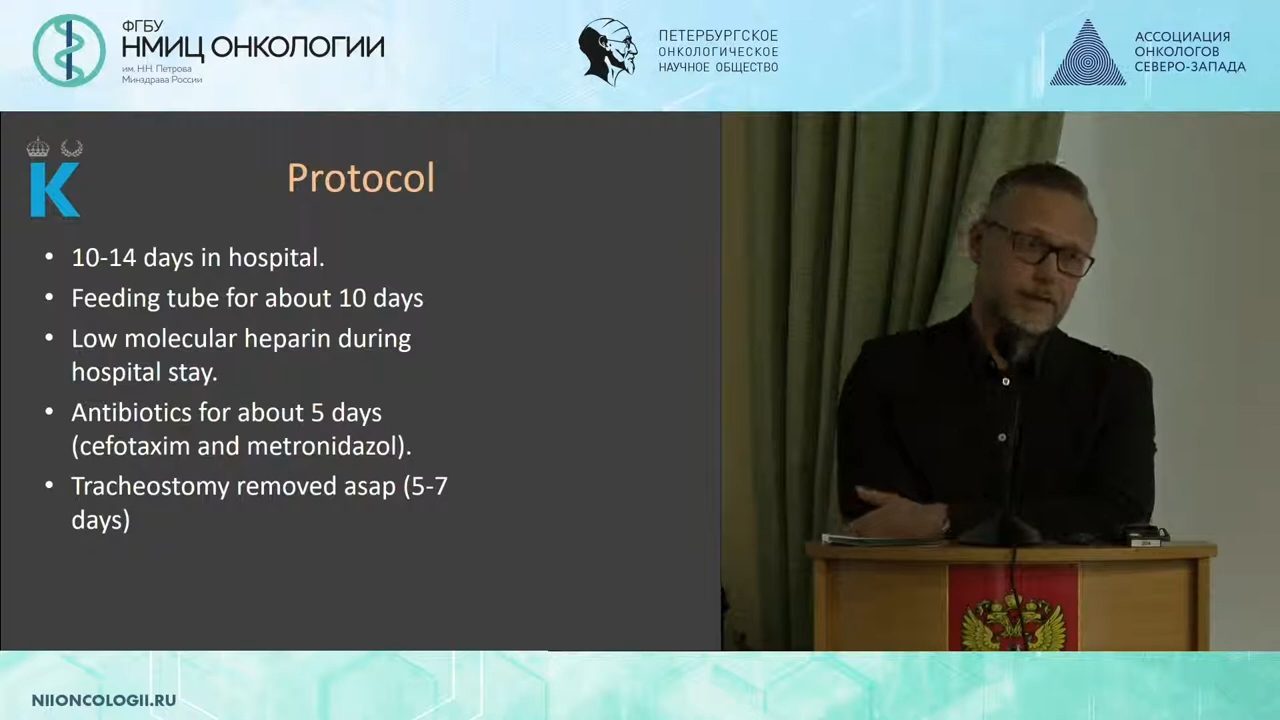 ФГБУ
НМИЦ ОНКОЛОГИИ
им. Н.Н. Петрова
Минздрава России
ПЕТЕРБУРГСКОЕ
ОНКОЛОГИЧЕСКОЕ
НАУЧНОЕ ОБЩЕСТВО
АССОЦИАЦИЯ
ОНКОЛОГОВ
СЕВЕРО-ЗАПАДА
K
Protocol
• 10-14 days in hospital.
• Feeding tube for about 10 days
• Low molecular heparin during
hospital stay.
• Antibiotics for about 5 days
(cefotaxim and metronidazol).
• Tracheostomy removed asap (5-7
days)
NIIONCOLOGII.RU